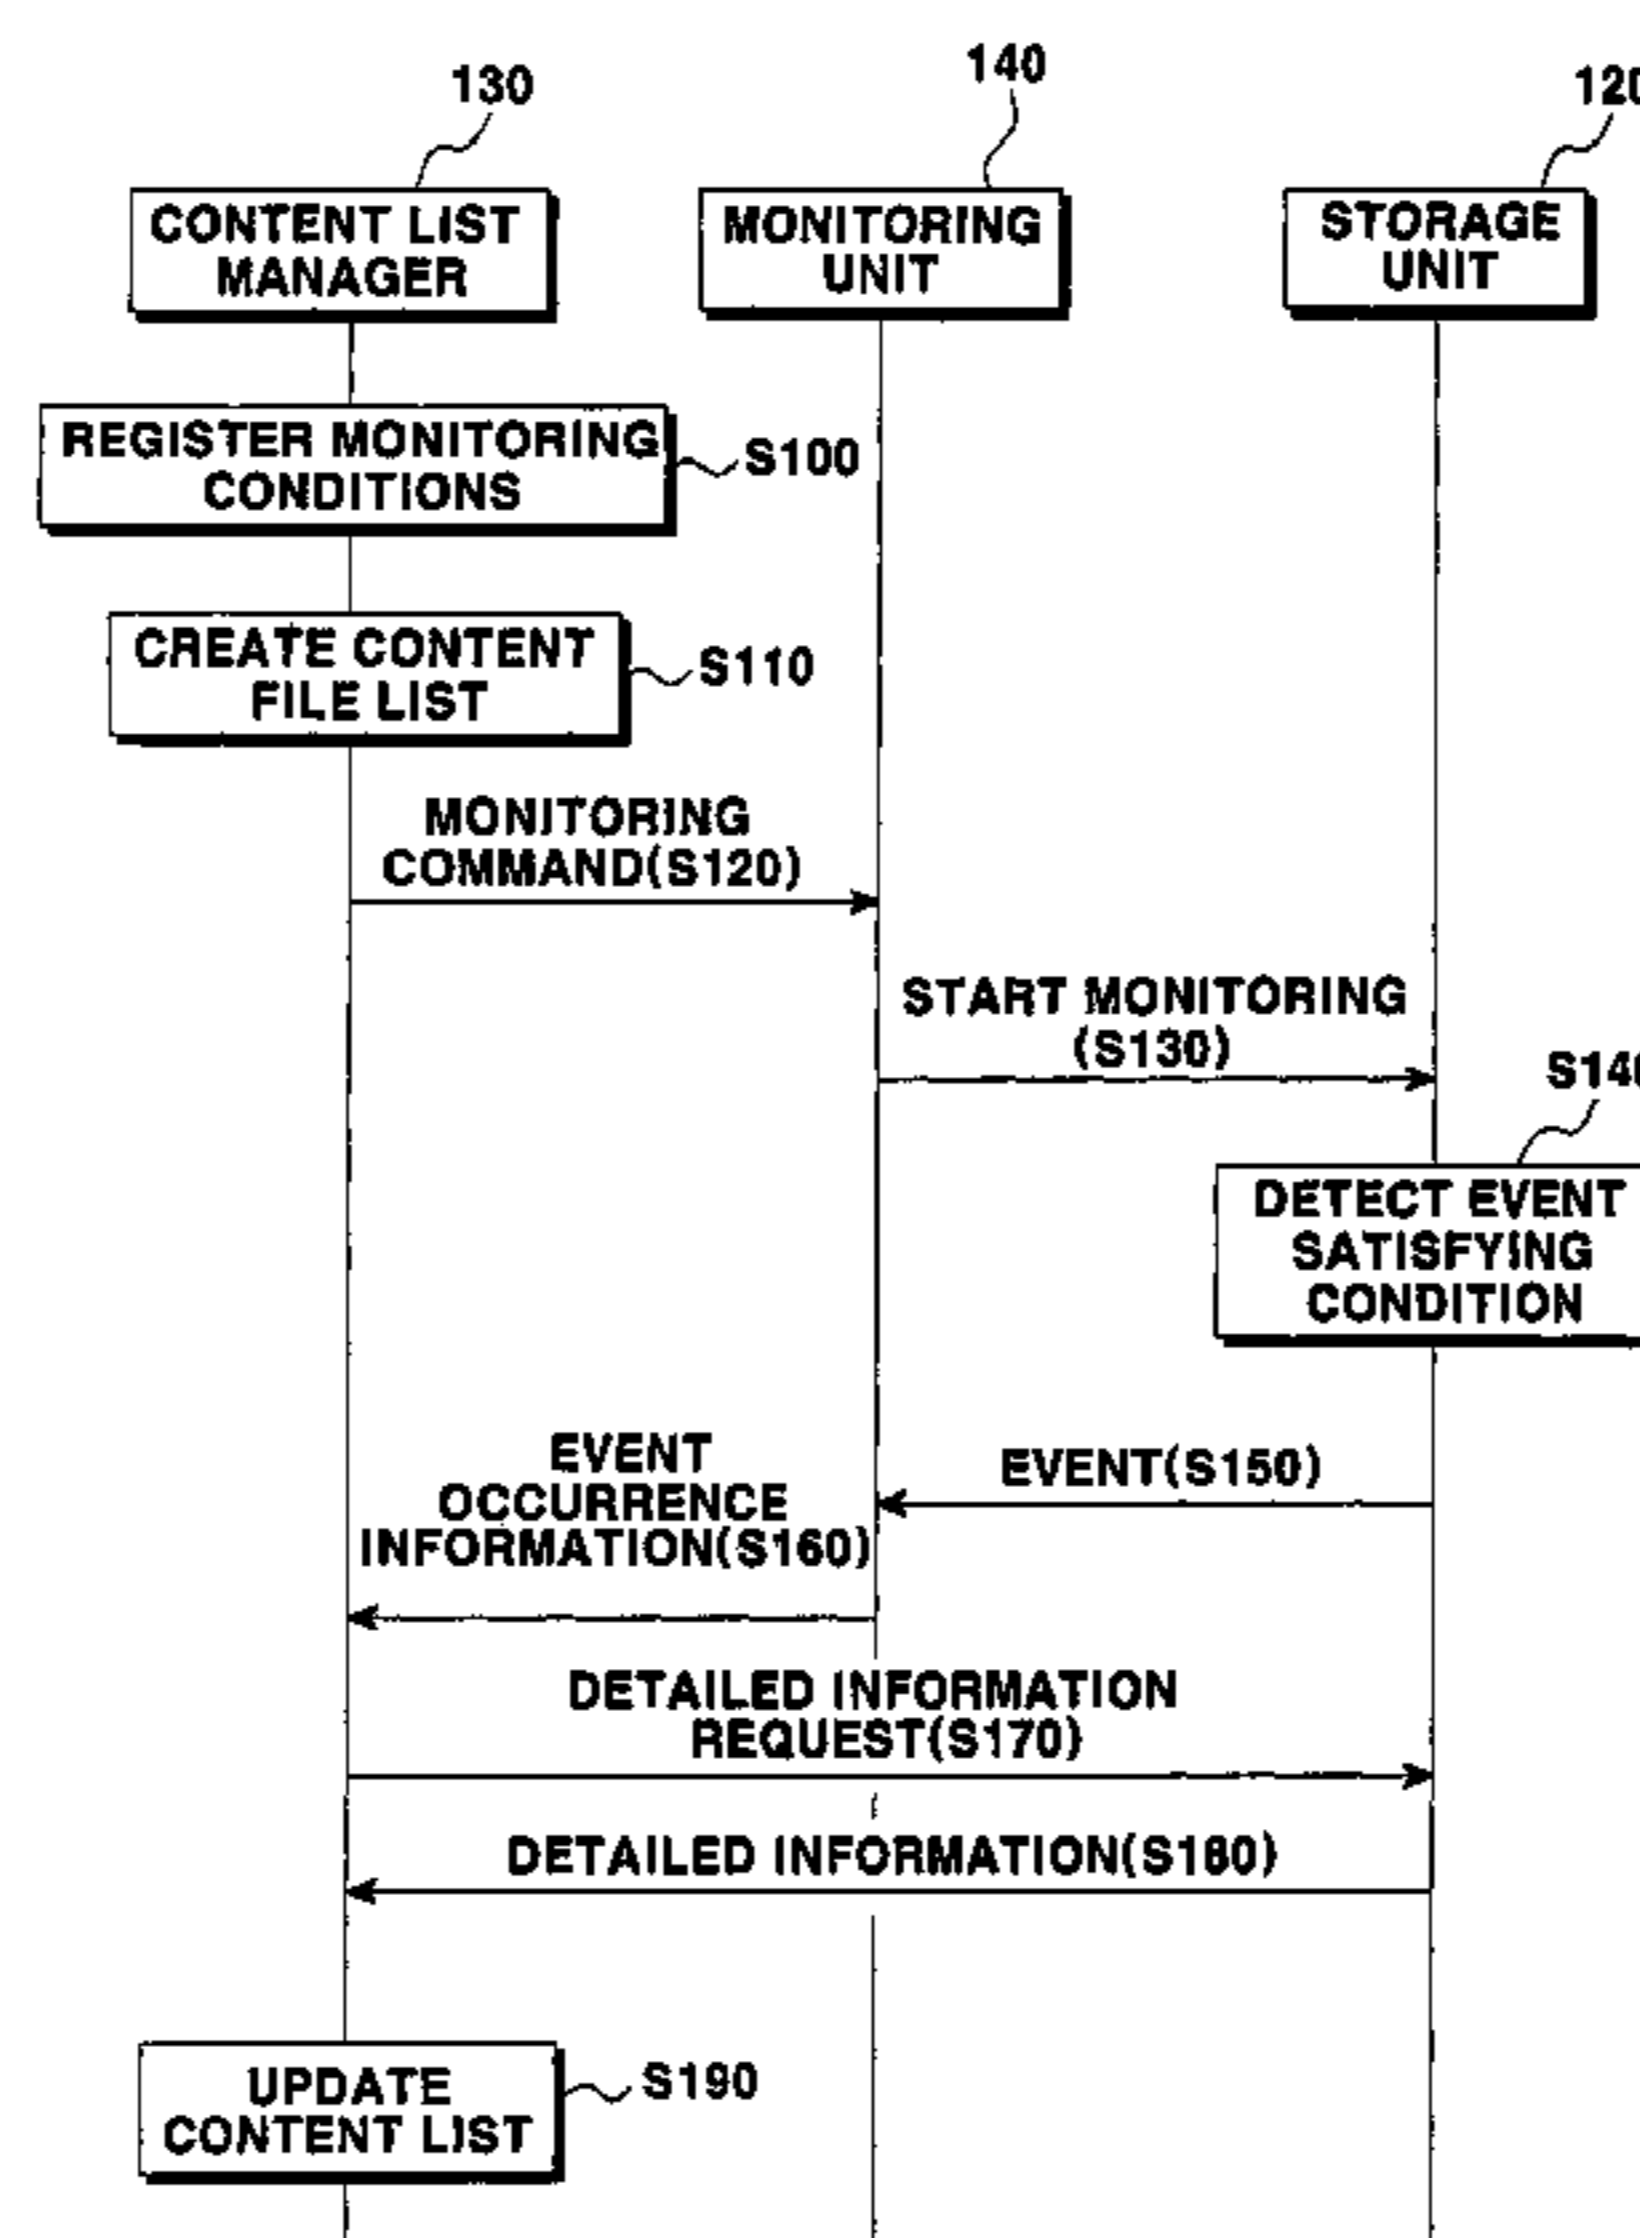 130
140
120
CONTENT LIST
MANAGER
MONITORING
UNIT
STORAGE
UNIT
REGISTER MONITORING
CONDITIONS
S100
CREATE CONTENT
FILE LIST
S110
MONITORING
COMMAND(S120)
START MONITORING
(S130)
S140
DETECT EVENT
SATISFYING
CONDITION
EVENT
OCCURRENCE
INFORMATION(S160)
EVENT(S150)
DETAILED INFORMATION
REQUEST(S170)
DETAILED INFORMATION(S180)
UPDATE
CONTENT LIST
S190